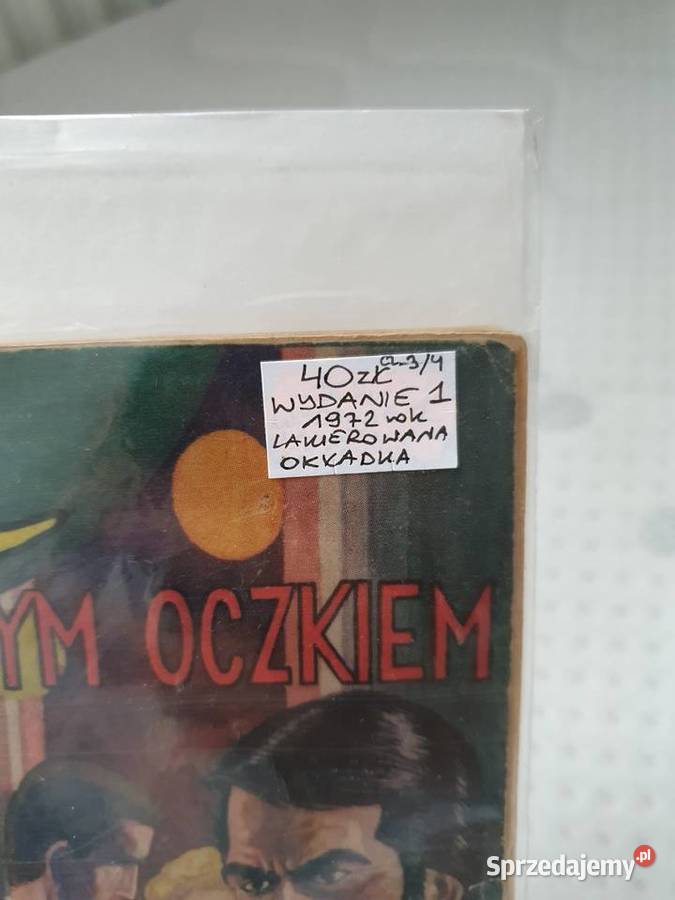 cz.3/4
40zł
WYDANIE 1
1972 rok
LAKIEROWANA
OKŁADKA
YM OCZKIEM
Sprzedajemy.pl